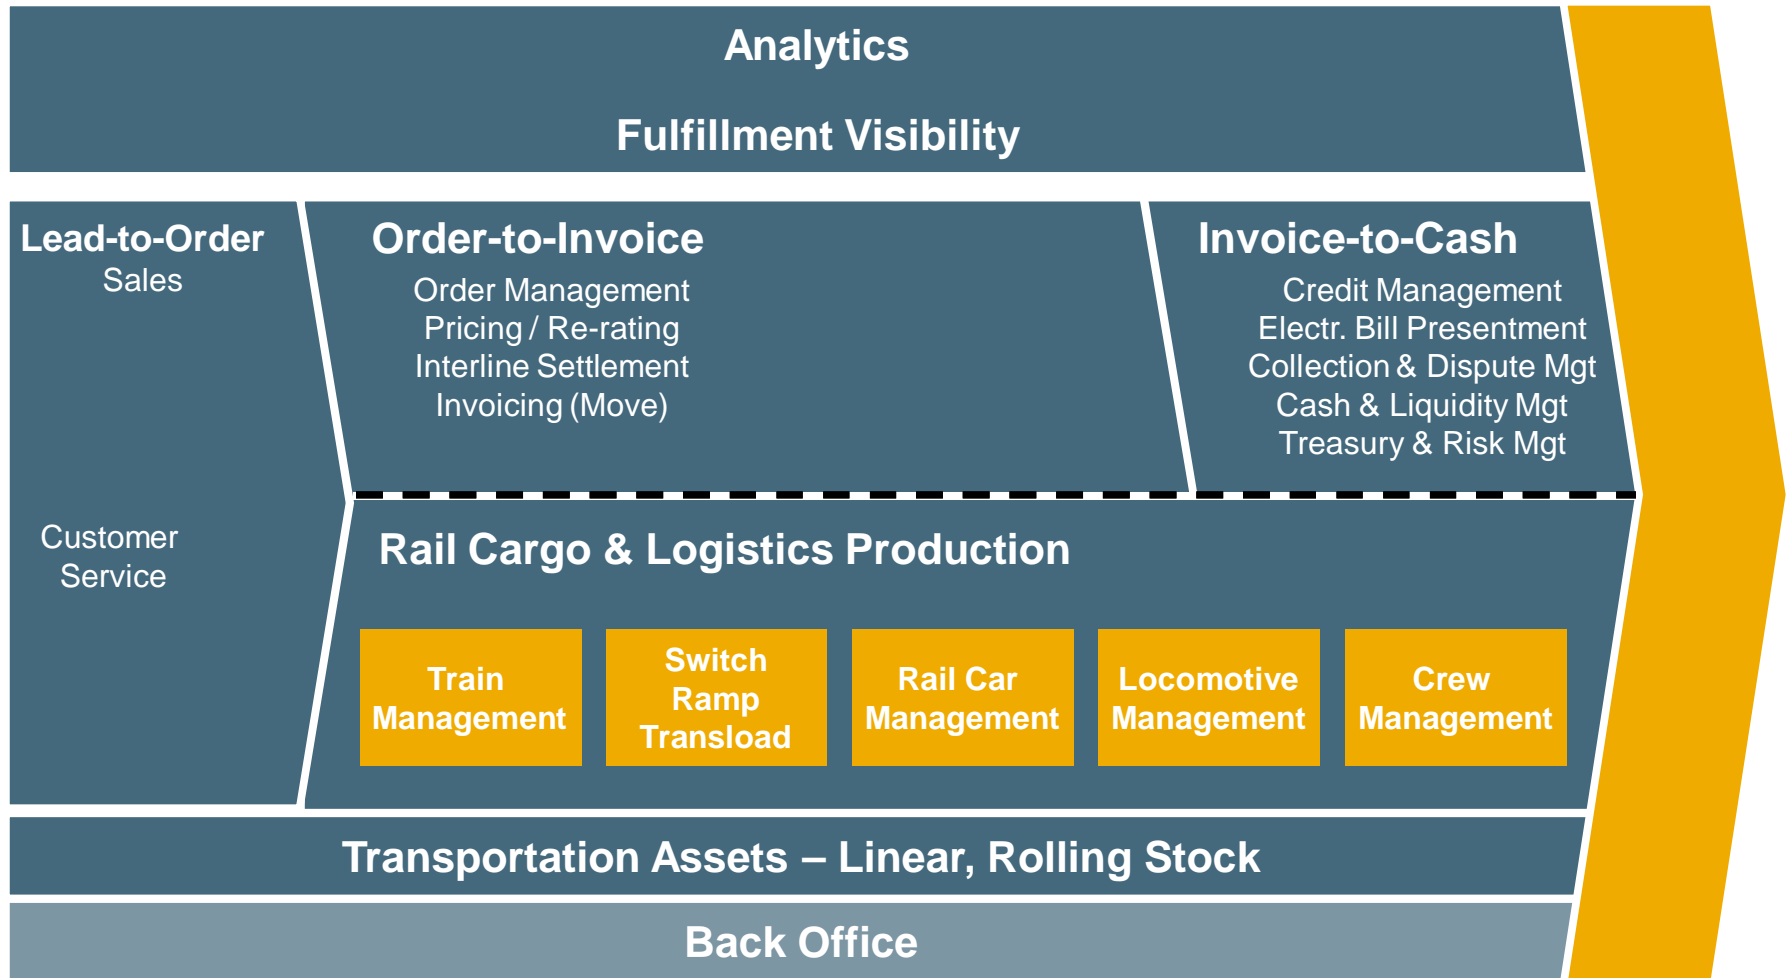 Analytics
Fulfillment Visibility
Lead-to-Order
Sales
Customer
Service
Order-to-Invoice
Order Management
Pricing / Re-rating
Interline Settlement
Invoicing (Move)
Invoice-to-Cash
Credit Management
Electr. Bill Presentment
Collection & Dispute Mgt
Cash & Liquidity Mgt
Treasury & Risk Mgt
Rail Cargo & Logistics Production
Train
Management
Switch
Ramp
Transload
Rail Car
Management
Locomotive
Management
Crew
Management
Transportation Assets – Linear, Rolling Stock
Back Office